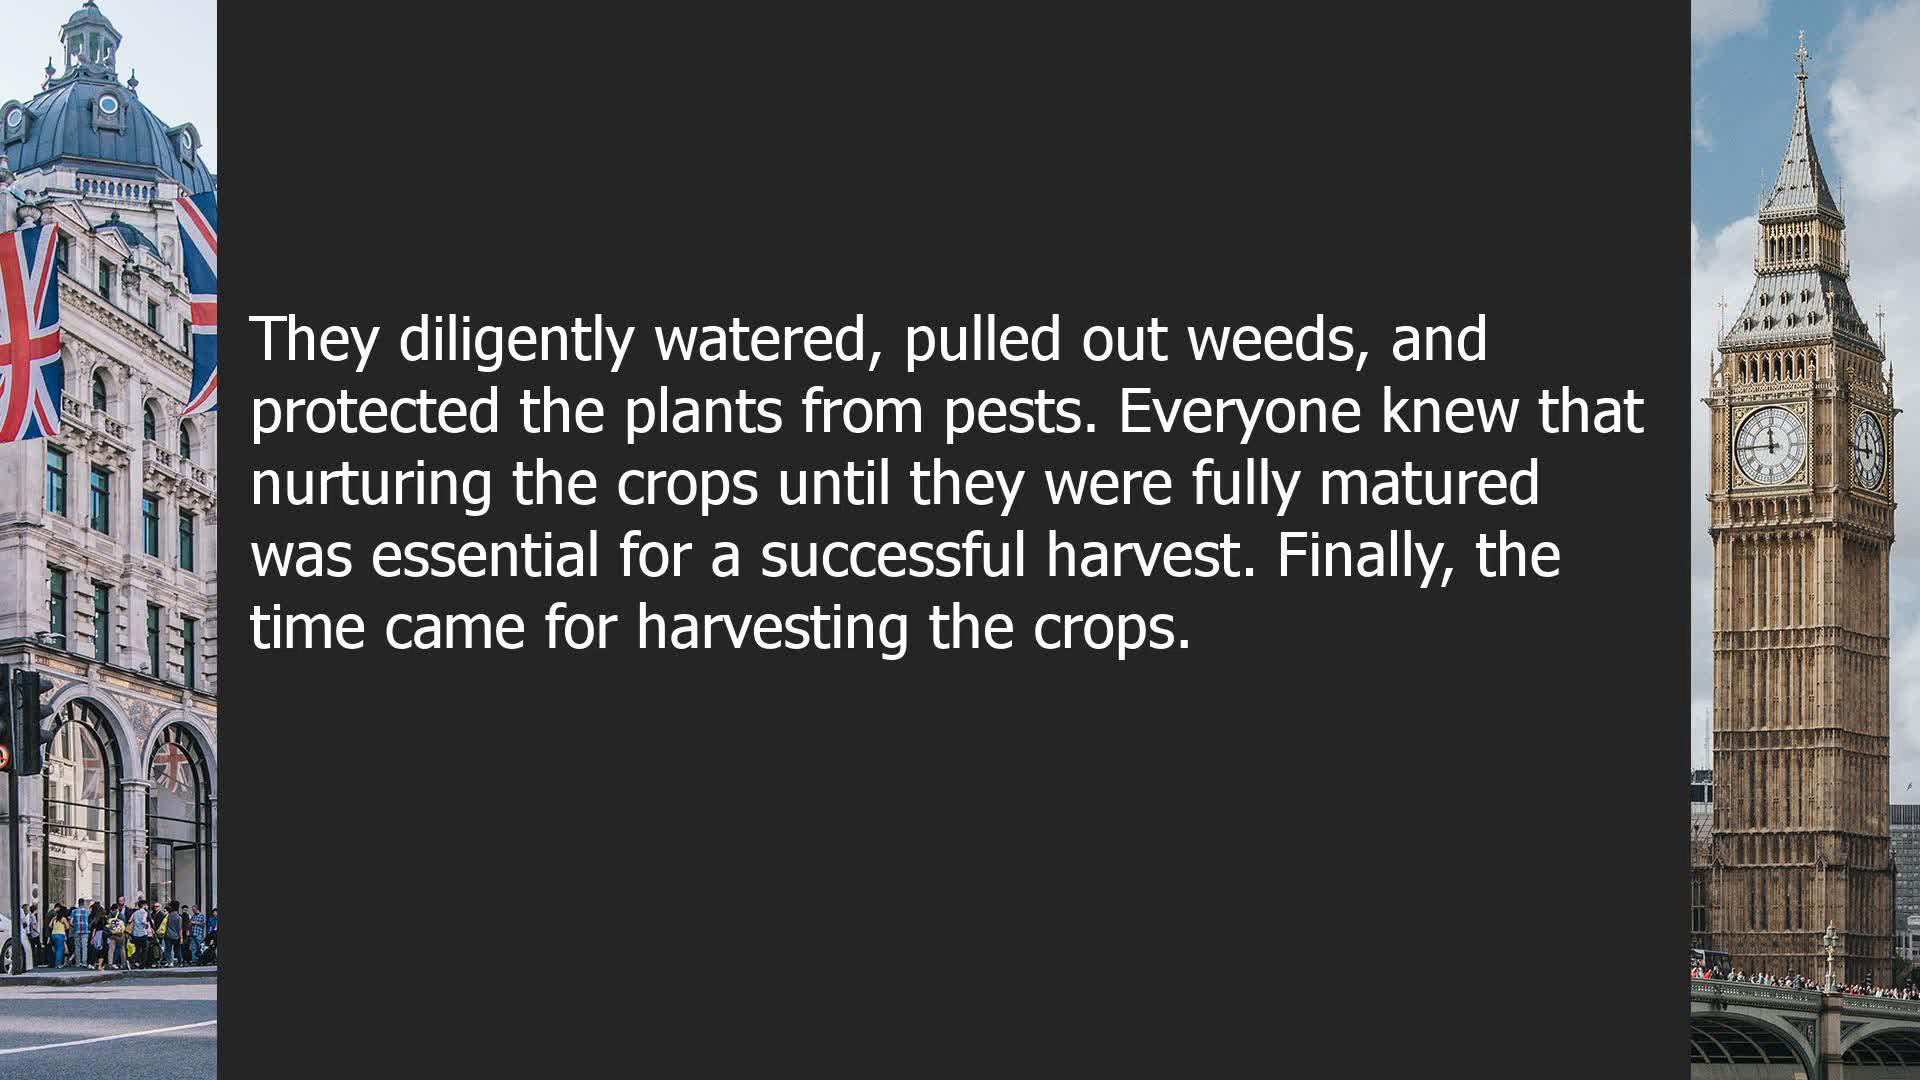 They diligently watered, pulled out weeds, and
protected the plants from pests. Everyone knew that
nurturing the crops until they were fully matured
was essential for a successful harvest. Finally, the
time came for harvesting the crops.